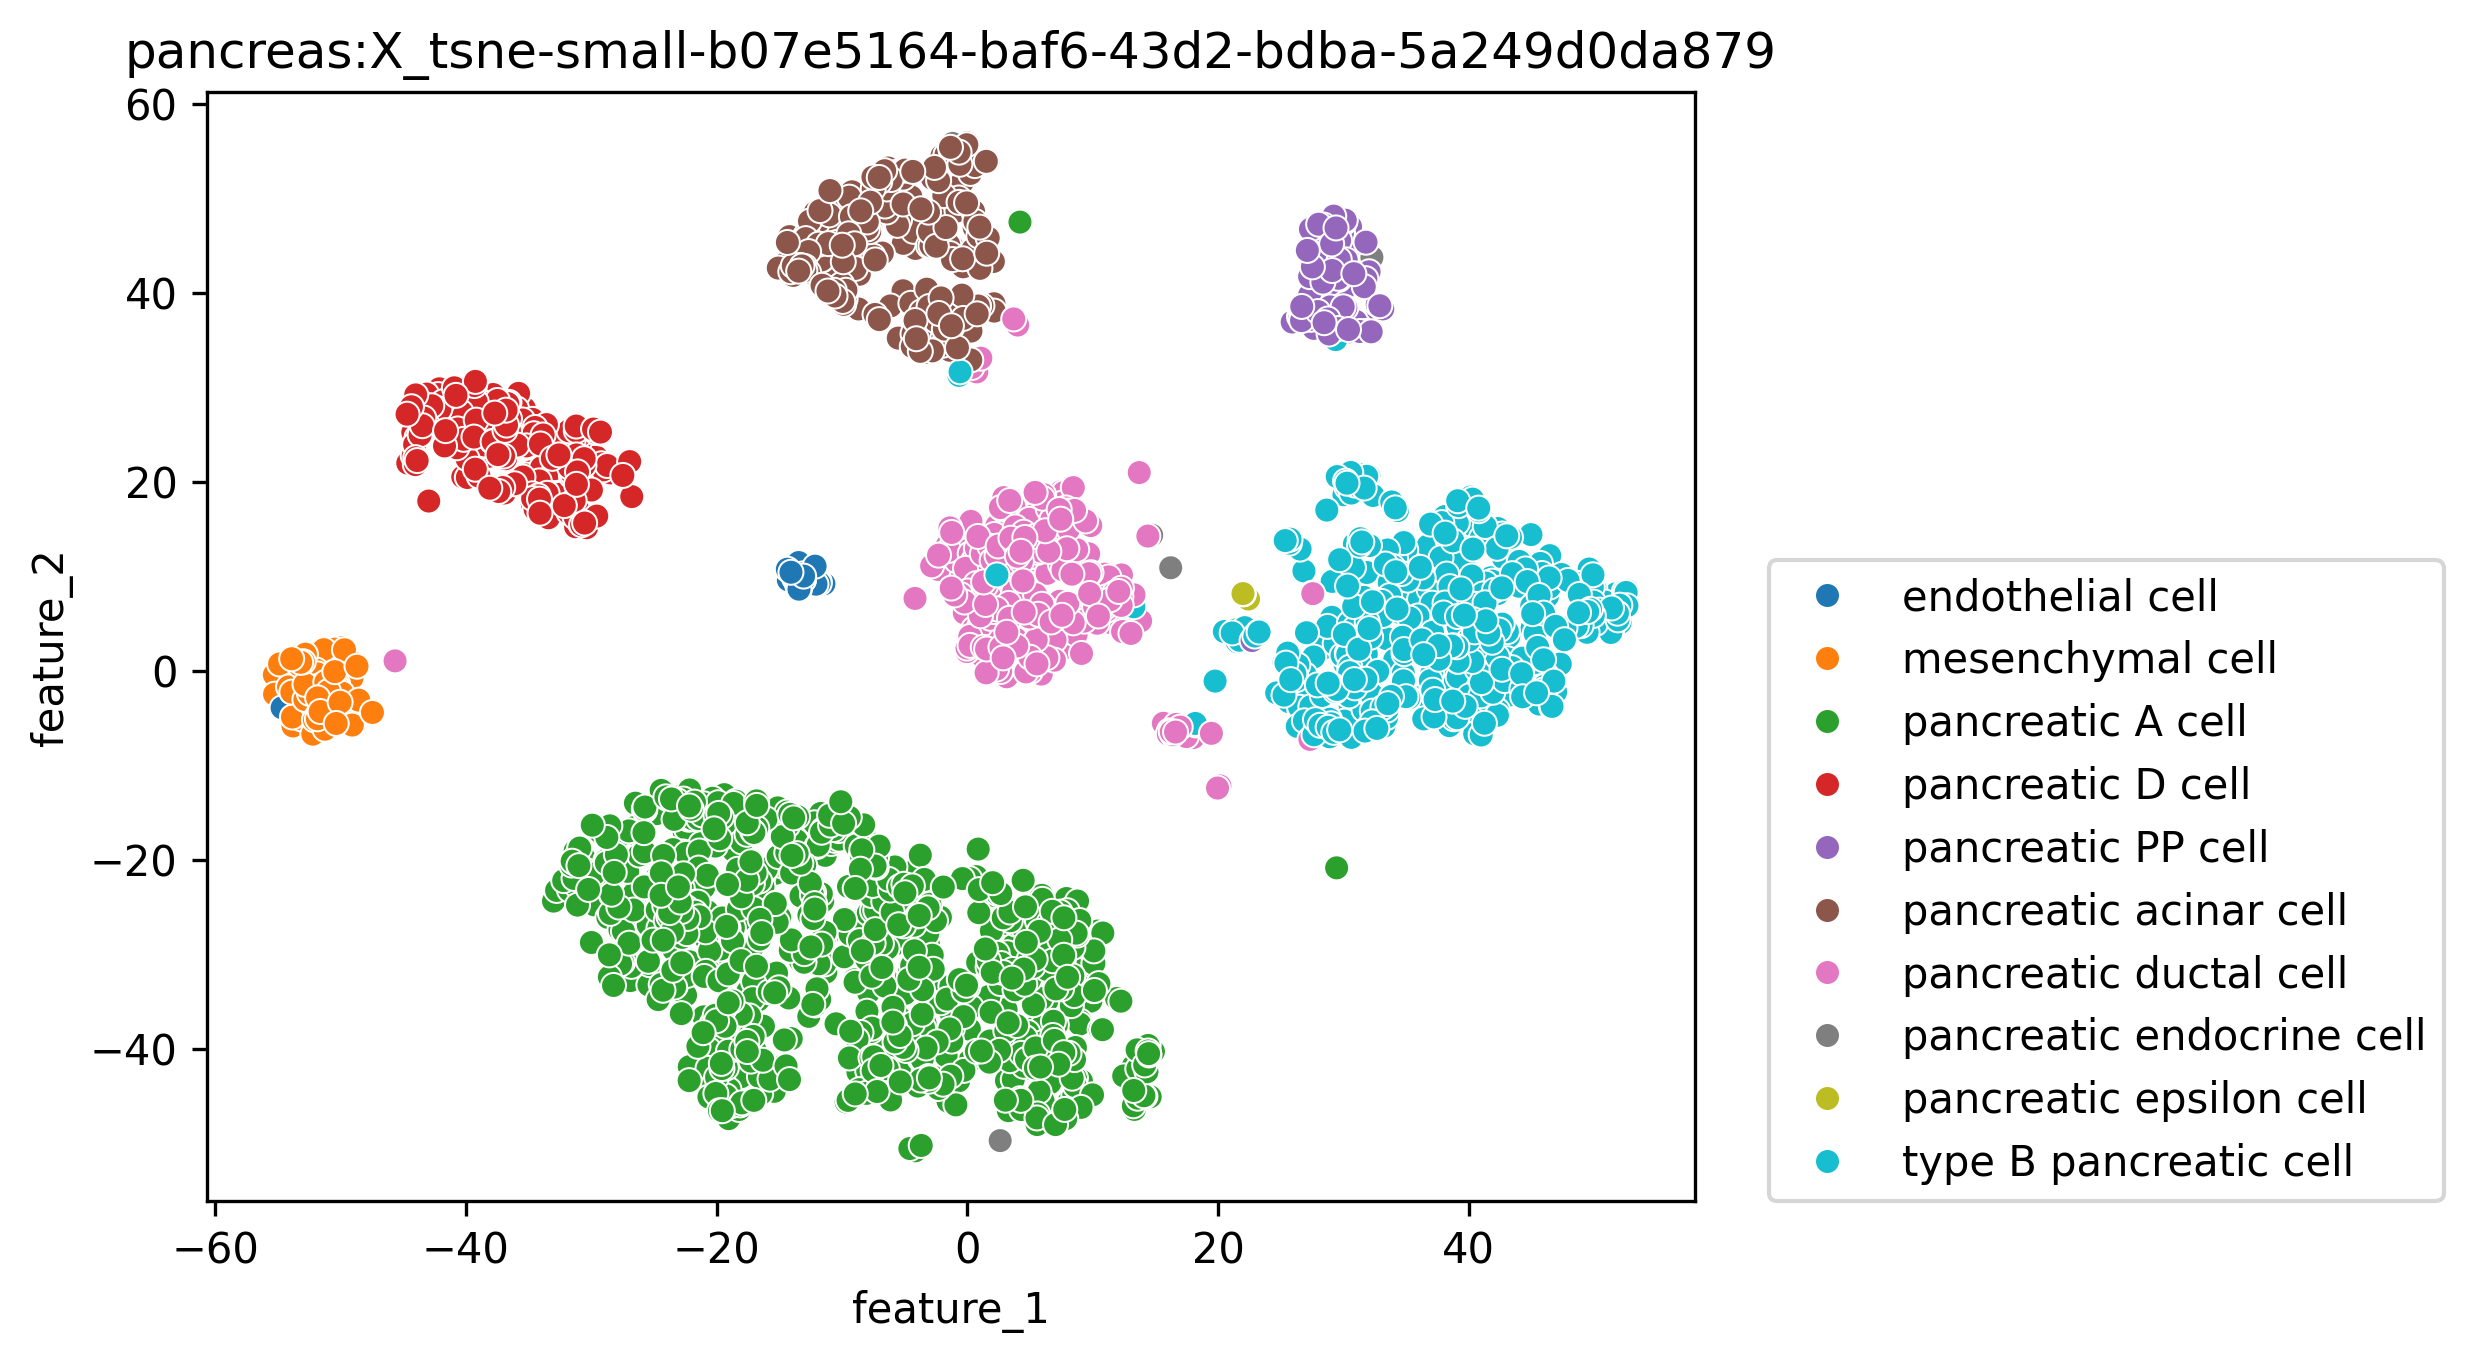 pancreas:X_tsne-small-b07e5164-baf6-43d2-bdba-5a249d0da879
60
40
20
0
−20
−40
feature_2
−60
−40
−20
0
20
40
feature_1
endothelial cell
mesenchymal cell
pancreatic A cell
pancreatic D cell
pancreatic PP cell
pancreatic acinar cell
pancreatic ductal cell
pancreatic endocrine cell
pancreatic epsilon cell
type B pancreatic cell